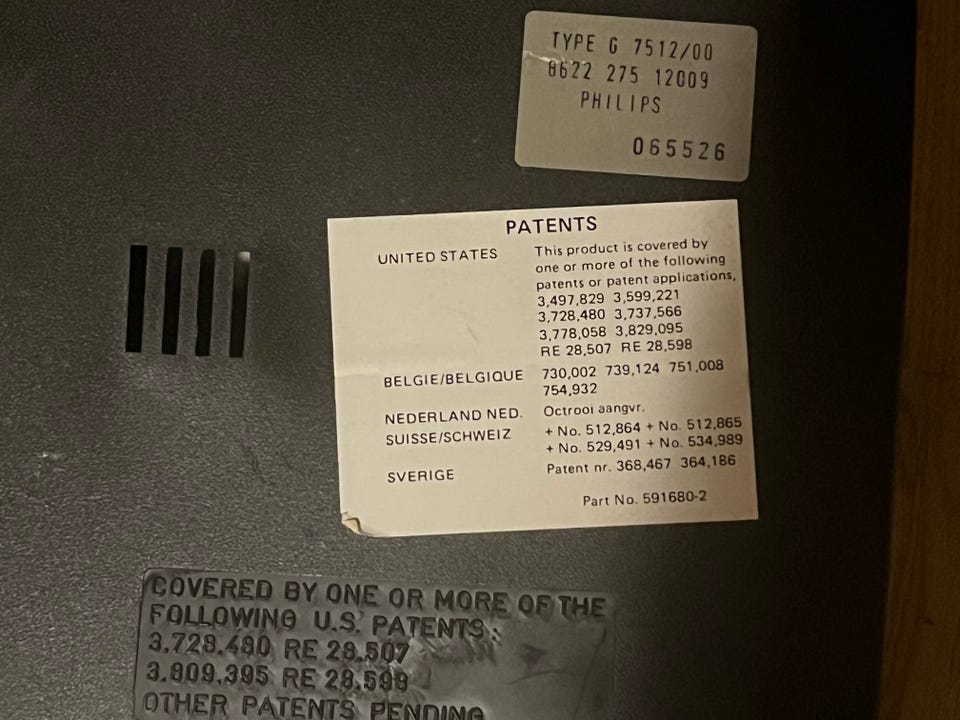 TYPE G 7512/00
8622 275 12009
PHILIPS
065526
PATENTS
UNITED STATES This product is covered by
one or more of the following
patents or patent applications,
3,497,829 3,599,221
3,728,480 3,737,566
3,778,058 3,829,095
RE 28,507 RE 28,598
BELGIE/BELGIQUE 730,002 739,124 751,008
754,932
NEDERLAND NED. Octrooi aangvr.
SUISSE/SCHWEIZ + No. 512,864 + No. 512,865
+ No. 529,491 + No. 534,989
SVERIGE Patent nr. 368,467 364,186
Part No. 591680-2
COVERED BY ONE OR MORE OF THE
FOLLOWING U.S. PATENTS:
3.728.480 RE 28.507
3.809.395 RE 28.598
OTHER PATENTS PENDING